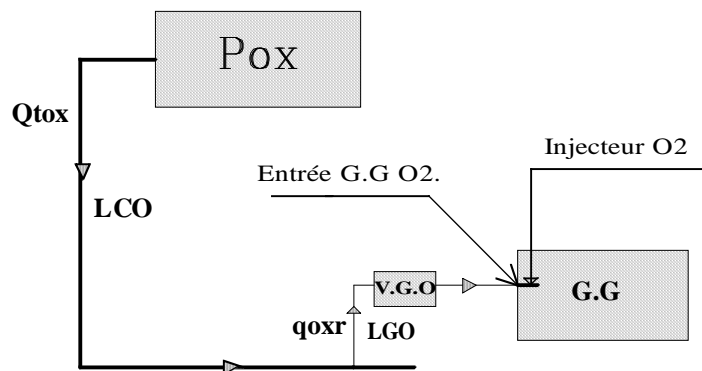 Pox
Qtox
Injecteur O2
Entrée G.G O2.
LCO
V.G.O
G.G
qoxr
LGO